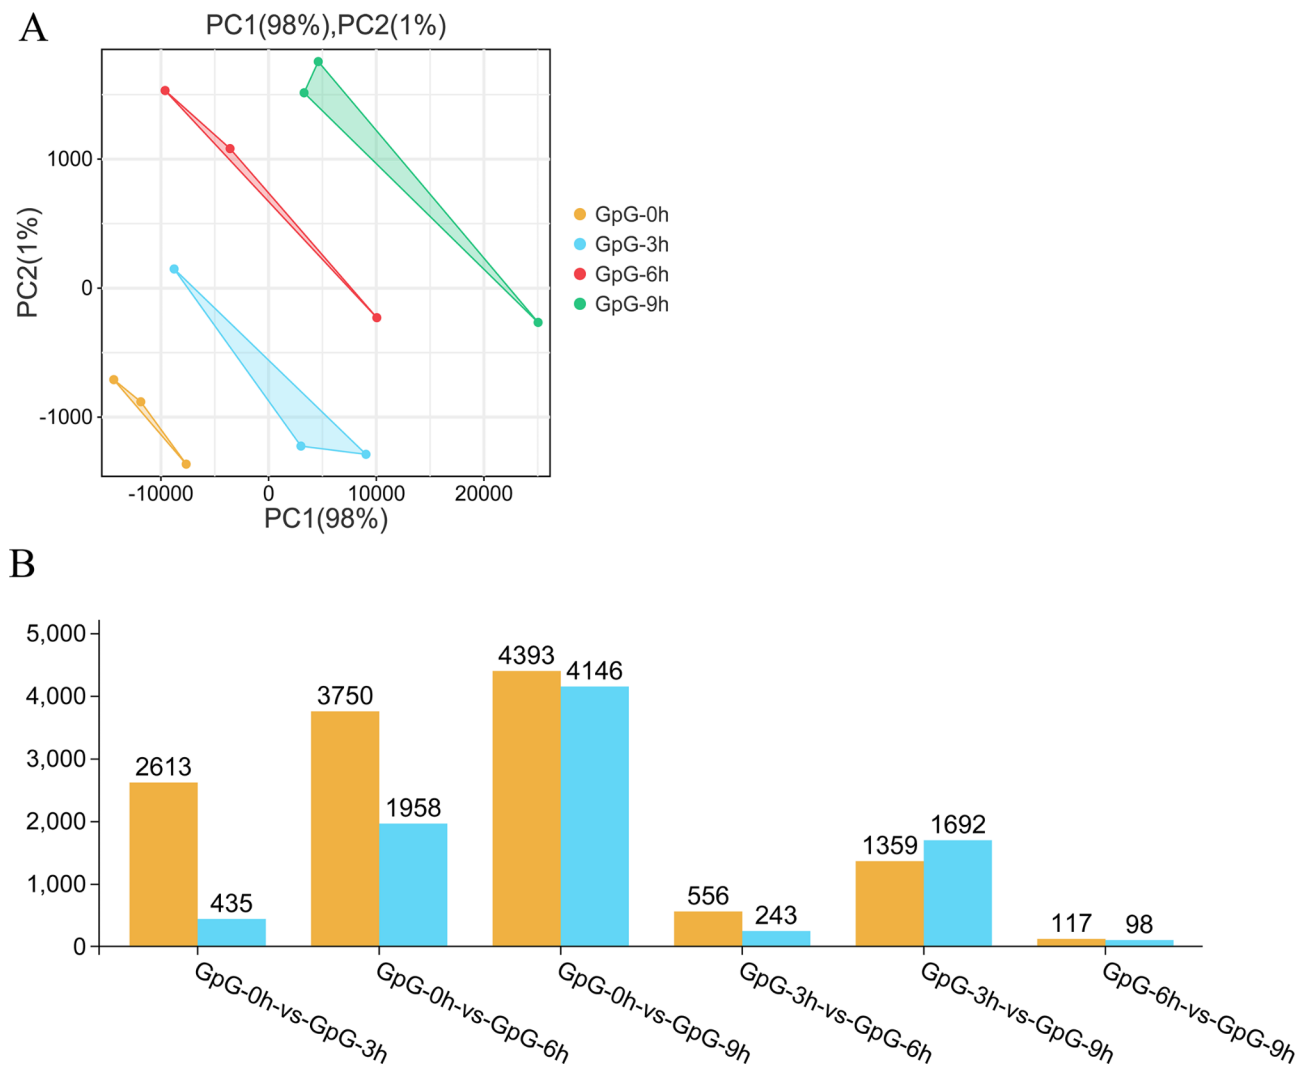 A
PC1(98%),PC2(1%)
PC2(1%)
1000
0
-1000
-10000
0
10000
20000
PC1(98%)
GpG-0h
GpG-3h
GpG-6h
GpG-9h
B
5,000
4,000
3,000
2,000
1,000
0
2613
435
3750
1958
4393
4146
556
243
1359
1692
117
98
GpG-0h-vs-GpG-3h
GpG-0h-vs-GpG-6h
GpG-0h-vs-GpG-9h
GpG-3h-vs-GpG-6h
GpG-3h-vs-GpG-9h
GpG-6h-vs-GpG-9h